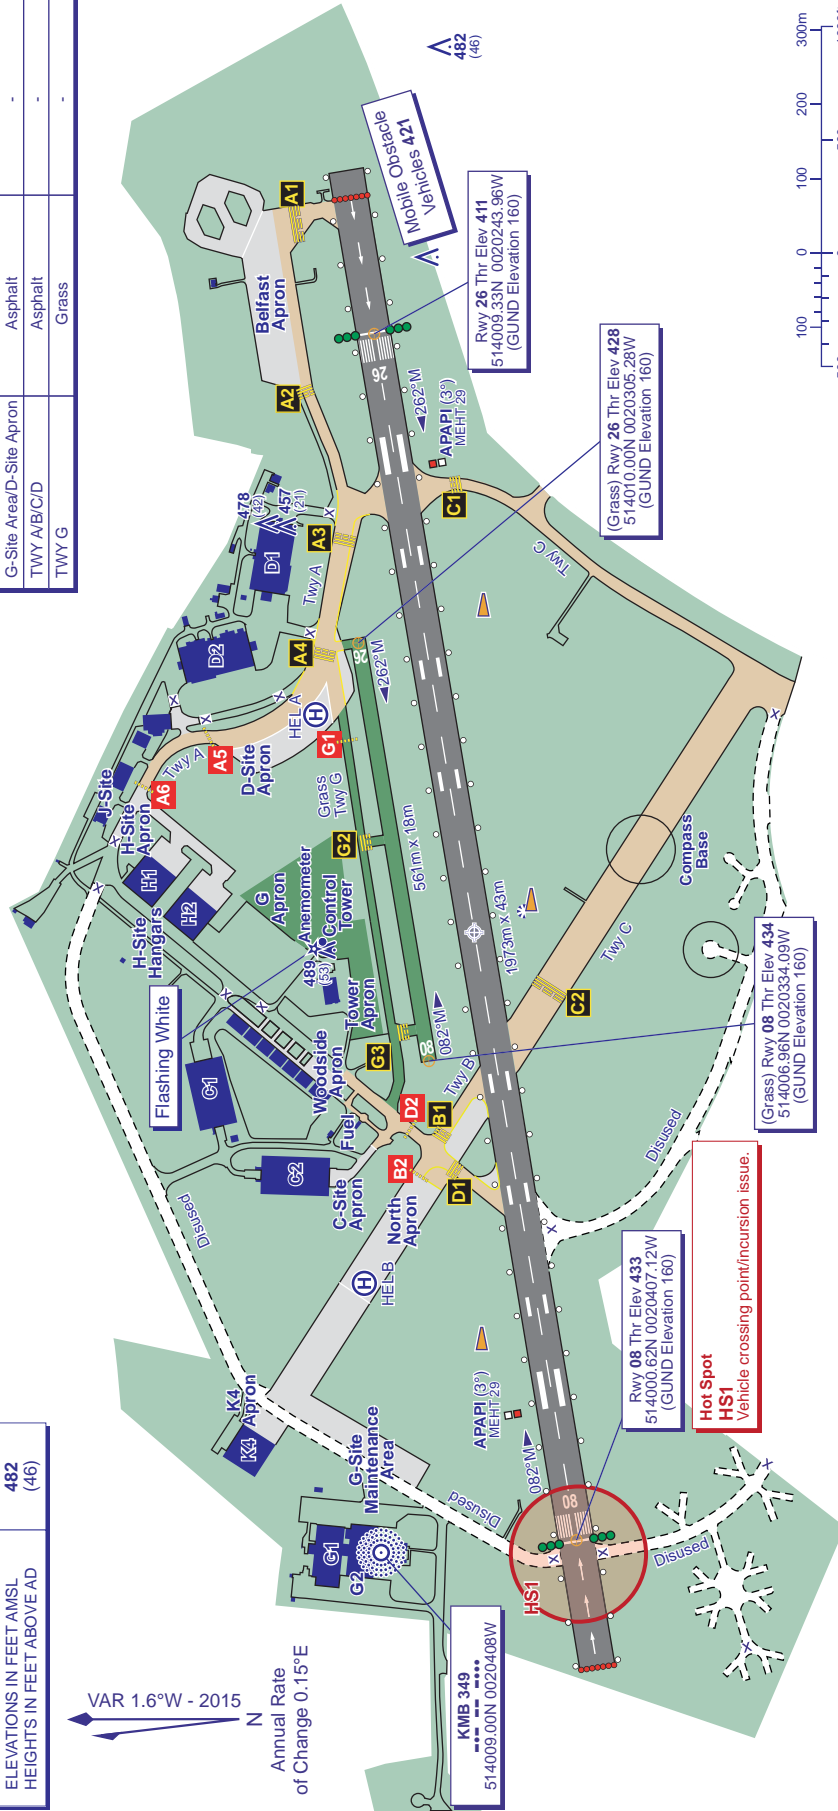 G-Site Area/D-Site Apron Asphalt -
TWY A/B/C/D Asphalt -
TWY G Grass -
ELEVATIONS IN FEET AMSL
HEIGHTS IN FEET ABOVE AD
482
(46)
VAR 1.6°W - 2015
N
Annual Rate
of Change 0.15°E
KMB 349
514009.00N 0020408W
G1
G2
G-Site
Maintenance
Area
K4
K4
Apron
Disused
Disused
Disused
Disused
HS1
Hot Spot
HS1
Vehicle crossing point/incursion issue.
Rwy 08 Thr Elev 433
514000.62N 0020407.12W
(GUND Elevation 160)
082°M
08
APAPI (3°)
MEHT 29
H
HEL B
North
Apron
C-Site
Apron
Fuel
C2
C1
B2
D2
D1
B1
Twy B
Woodside
Apron
Tower
Apron
G3
08
082°M
(Grass) Rwy 08 Thr Elev 434
514006.96N 0020334.09W
(GUND Elevation 160)
Flashing White
489
(53)
Anemometer
Control
Tower
G
Apron
H-Site
Hangars
H1
H2
H-Site
Apron
J-Site
A6
Twy A
A5
D-Site
Apron
G2
G1
Grass
Twy G
561m x 18m
1973m x 43m
C2
Twy C
Compass
Base
HEL A
H
A4
D2
D1
478
(42)
457
(21)
A3
Twy A
26
262°M
(Grass) Rwy 26 Thr Elev 428
514010.00N 0020305.28W
(GUND Elevation 160)
Twy C
C1
APAPI (3°)
MEHT 29
262°M
26
A2
Belfast
Apron
A1
Rwy 26 Thr Elev 411
514009.33N 0020243.96W
(GUND Elevation 160)
Mobile Obstacle
Vehicles 421
482
(46)
100 0 100 200 300m